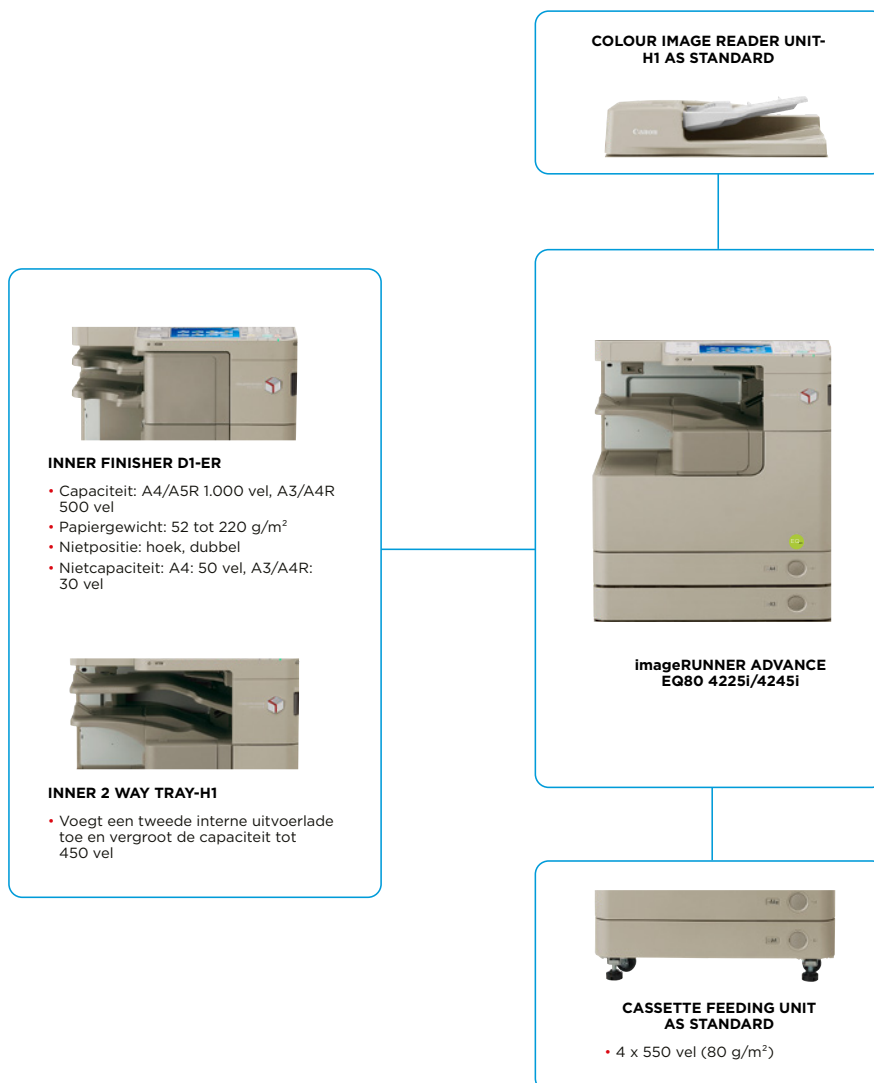 COLOUR IMAGE READER UNIT-
H1 AS STANDARD
Canon
INNER FINISHER D1-ER
• Capaciteit: A4/A5R 1.000 vel, A3/A4R
500 vel
• Papiergewicht: 52 tot 220 g/m²
• Nietpositie: hoek, dubbel
• Nietcapaciteit: A4: 50 vel, A3/A4R:
30 vel
INNER 2 WAY TRAY-H1
• Voegt een tweede interne uitvoerlade
toe en vergroot de capaciteit tot
450 vel
imageRUNNER ADVANCE
EQ80 4225i/4245i
CASSETTE FEEDING UNIT
AS STANDARD
• 4 x 550 vel (80 g/m²)